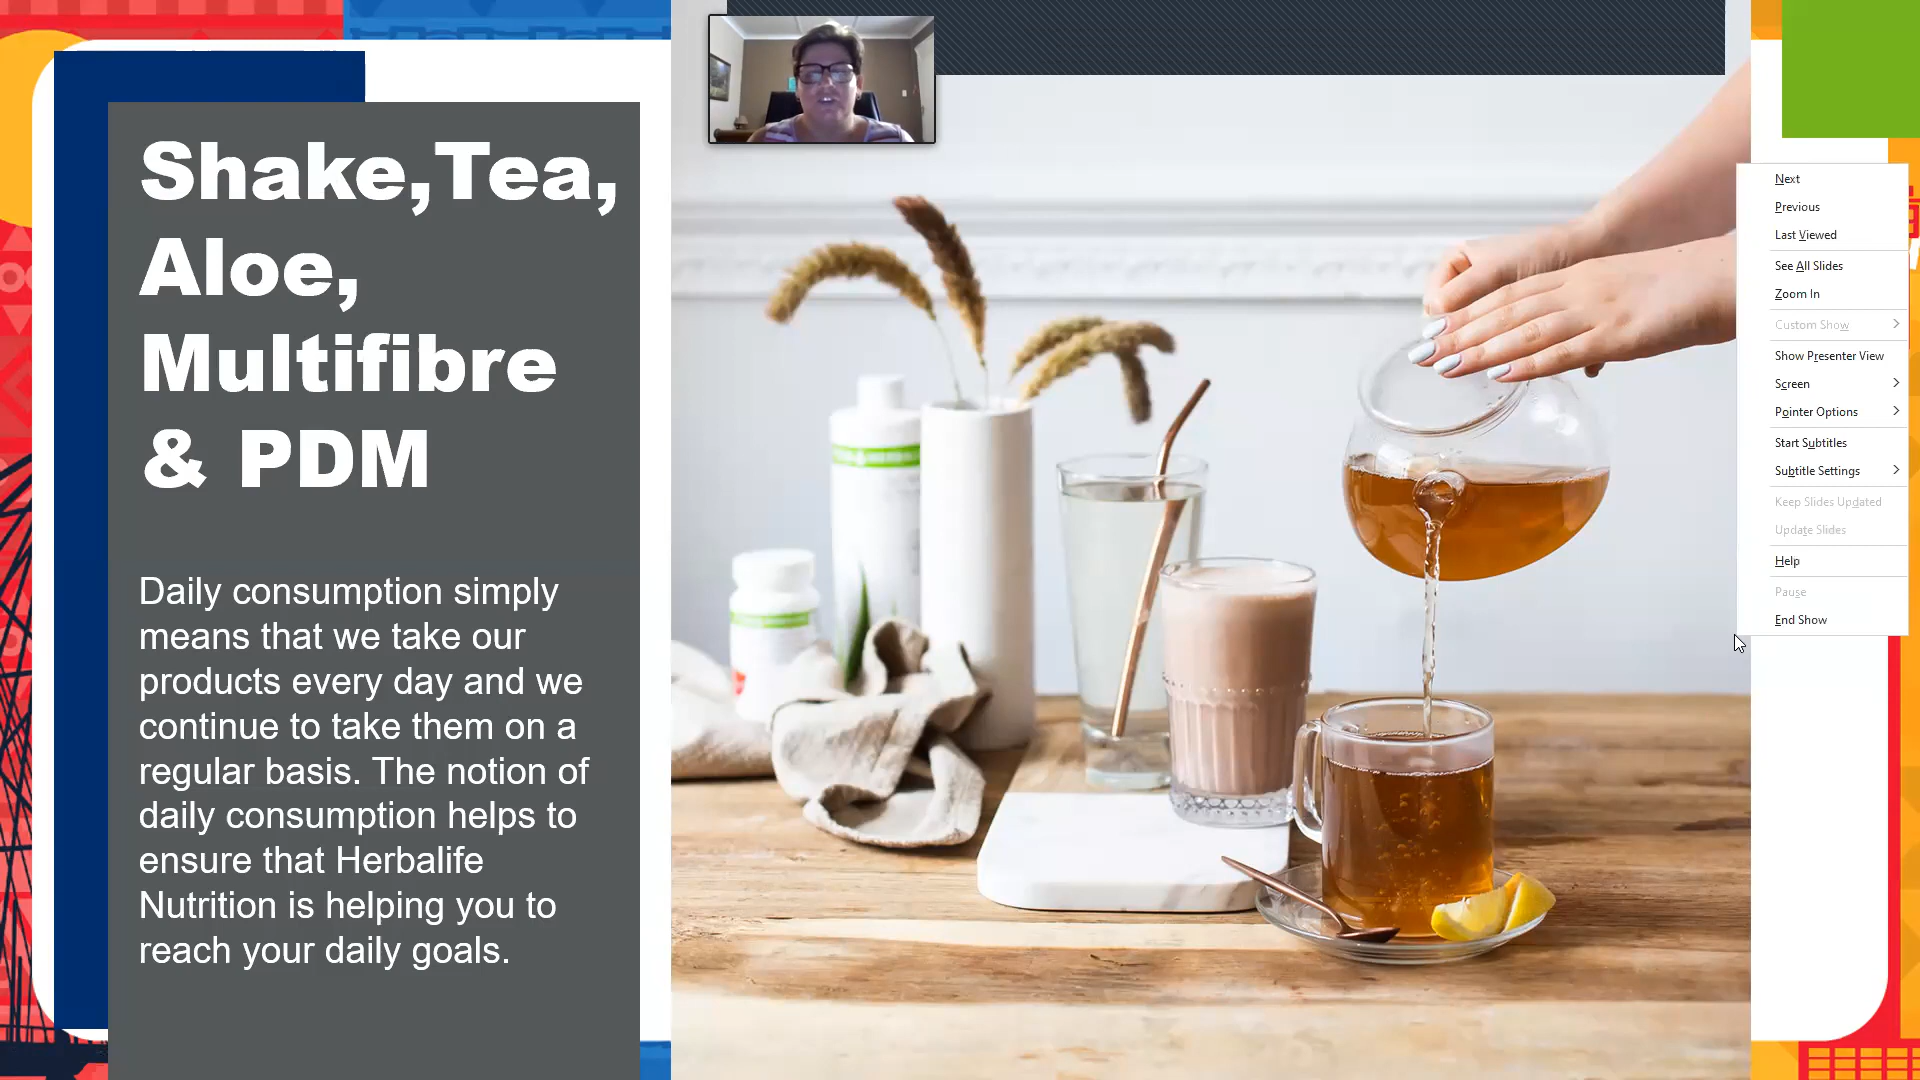 Shake,Tea,
Aloe,
Multifibre
& PDM
Daily consumption simply
means that we take our
products every day and we
continue to take them on a
regular basis. The notion of
daily consumption helps to
ensure that Herbalife
Nutrition is helping you to
reach your daily goals.
Next
Previous
Last Viewed
See All Slides
Zoom In
Custom Show
Show Presenter View
Screen
Pointer Options
Start Subtitles
Subtitle Settings
Keep Slides Updated
Update Slides
Help
Pause
End Show